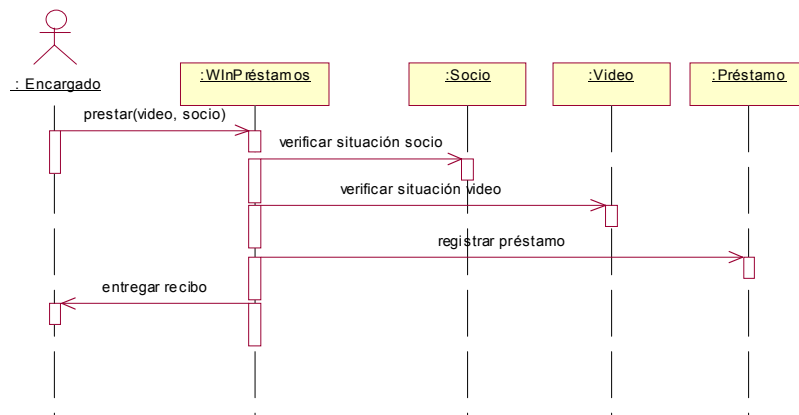 : Encargado
:WInPréstamos
:Socio
:Video
:Préstamo
prestar(video, socio)
verificar situación socio
verificar situación video
registrar préstamo
entregar recibo